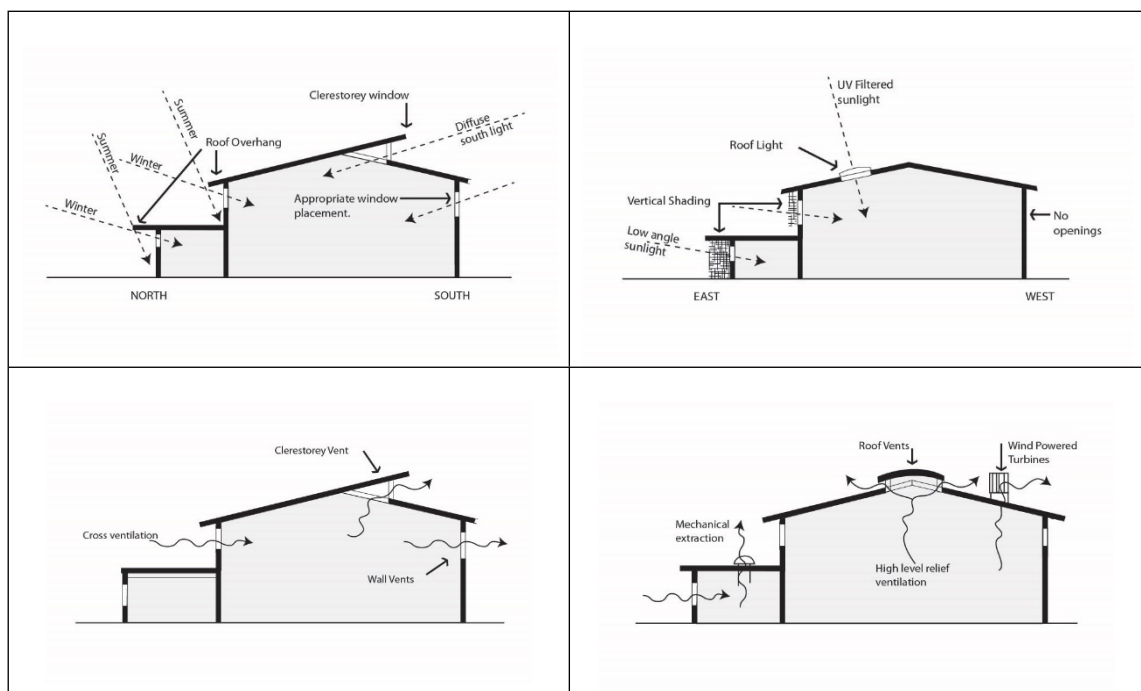 Clerestorey window
Summer
Summer
Roof Overhang
Diffuse
south light
Winter
Winter
Appropriate window
placement.
NORTH
SOUTH
UV Filtered
sunlight
Roof Light
Vertical Shading
Low angle
sunlight
No
openings
EAST
WEST
Clerestorey Vent
Cross ventilation
Wall Vents
Roof Vents
Wind Powered
Turbines
Mechanical
extraction
High level relief
ventilation